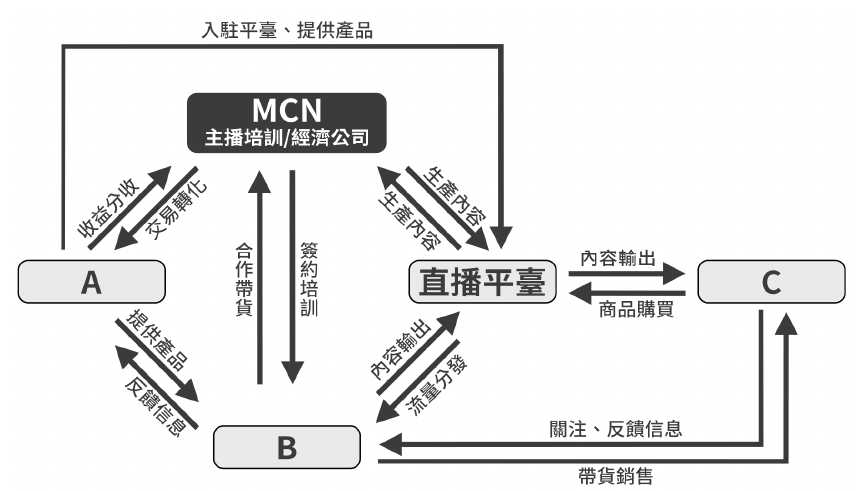 入駐平臺、提供產品
MCN
主播培訓/經濟公司
收益分收
交易轉化
生產內容
生產內容
合作帶貨
簽約培訓
A
直播平臺
內容輸出
商品購買
C
提供產品
反饋信息
內容輸出
流量分發
B
關注、反饋信息
帶貨銷售